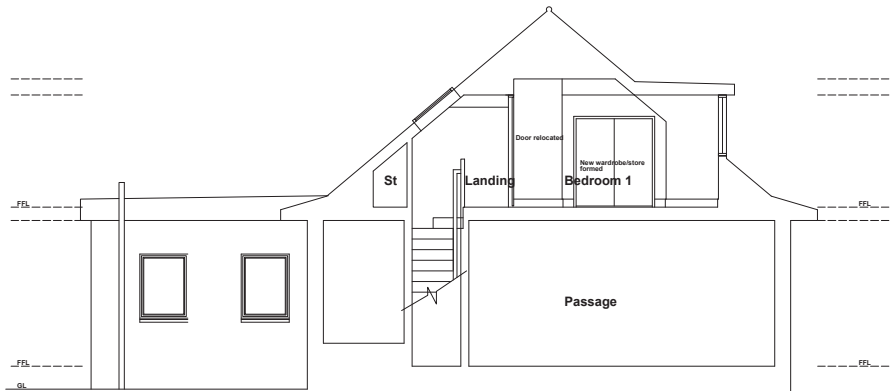 Door relocated
New wardrobe/store
formed
St
Landing
Bedroom 1
FFL
FFL
Passage
FFL
FFL
GL